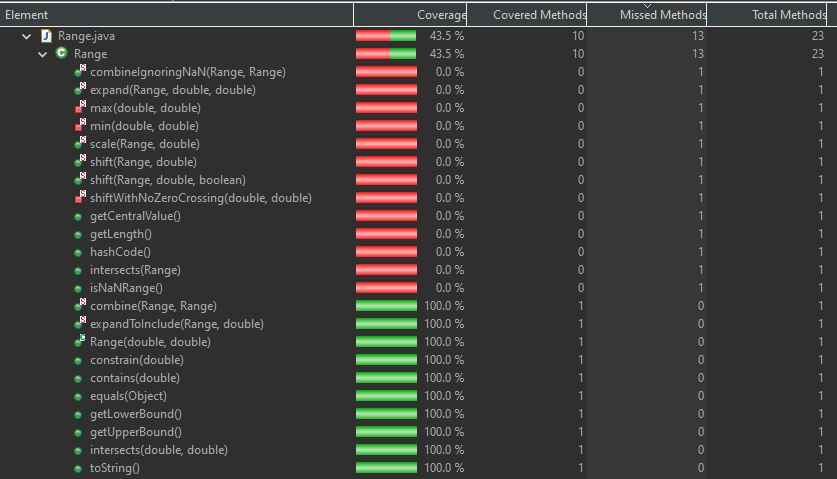 Element Coverage Covered Methods Missed Methods Total Methods
Range.java 43.5 % 10 13 23
Range 43.5 % 10 13 23
combineIgnoringNaN(Range, Range) 0.0 % 0 1 1
expand(Range, double, double) 0.0 % 0 1 1
max(double, double) 0.0 % 0 1 1
min(double, double) 0.0 % 0 1 1
scale(Range, double) 0.0 % 0 1 1
shift(Range, double) 0.0 % 0 1 1
shift(Range, double, boolean) 0.0 % 0 1 1
shiftWithNoZeroCrossing(double, double) 0.0 % 0 1 1
getCentralValue() 0.0 % 0 1 1
getLength() 0.0 % 0 1 1
hashCode() 0.0 % 0 1 1
intersects(Range) 0.0 % 0 1 1
isNaNRange() 0.0 % 0 1 1
combine(Range, Range) 100.0 % 1 0 1
expandToInclude(Range, double) 100.0 % 1 0 1
Range(double, double) 100.0 % 1 0 1
constrain(double) 100.0 % 1 0 1
contains(double) 100.0 % 1 0 1
equals(Object) 100.0 % 1 0 1
getLowerBound() 100.0 % 1 0 1
getUpperBound() 100.0 % 1 0 1
intersects(double, double) 100.0 % 1 0 1
toString() 100.0 % 1 0 1